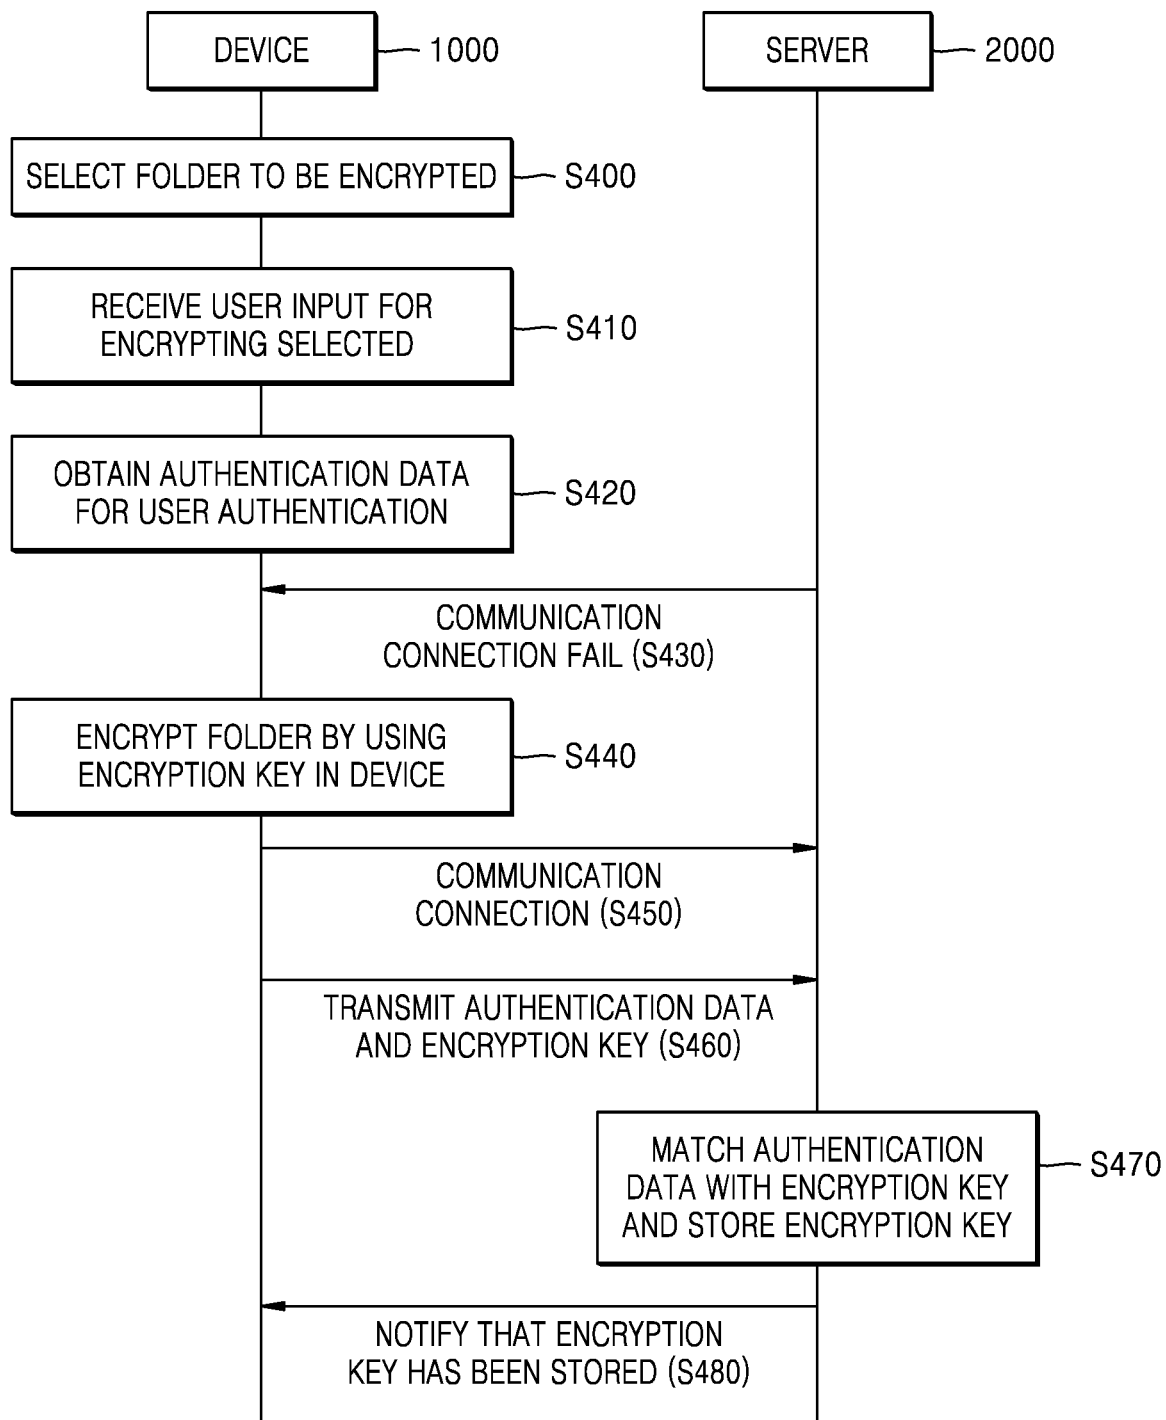 DEVICE
1000
SERVER
2000
SELECT FOLDER TO BE ENCRYPTED
S400
RECEIVE USER INPUT FOR
ENCRYPTING SELECTED
S410
OBTAIN AUTHENTICATION DATA
FOR USER AUTHENTICATION
S420
COMMUNICATION
CONNECTION FAIL (S430)
ENCRYPT FOLDER BY USING
ENCRYPTION KEY IN DEVICE
S440
COMMUNICATION
CONNECTION (S450)
TRANSMIT AUTHENTICATION DATA
AND ENCRYPTION KEY (S460)
MATCH AUTHENTICATION
DATA WITH ENCRYPTION KEY
AND STORE ENCRYPTION KEY
S470
NOTIFY THAT ENCRYPTION
KEY HAS BEEN STORED (S480)